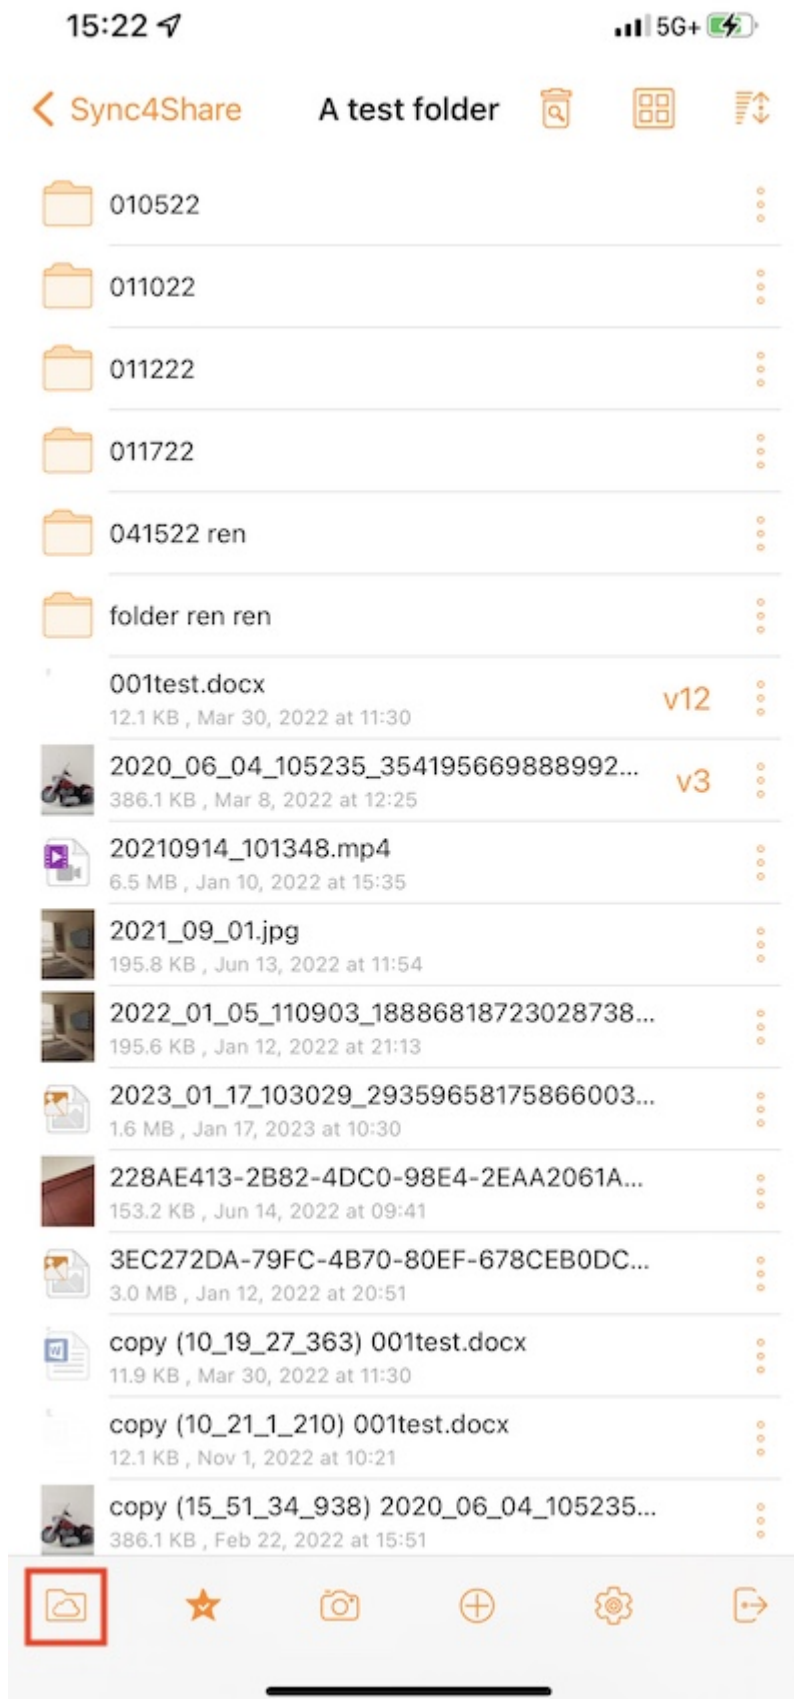 15:22 5G+
Sync4Share A test folder
010522
011022
011222
011722
041522 ren
folder ren ren
001test.docx v12
12.1 KB , Mar 30, 2022 at 11:30
2020_06_04_105235_354195669888992... v3
386.1 KB , Mar 8, 2022 at 12:25
20210914_101348.mp4
6.5 MB , Jan 10, 2022 at 15:35
2021_09_01.jpg
195.8 KB , Jun 13, 2022 at 11:54
2022_01_05_110903_18886818723028738...
195.6 KB , Jan 12, 2022 at 21:13
2023_01_17_103029_29359658175866003...
1.6 MB , Jan 17, 2023 at 10:30
228AE413-2B82-4DC0-98E4-2EAA2061A...
153.2 KB , Jun 14, 2022 at 09:41
3EC272DA-79FC-4B70-80EF-678CEB0DC...
3.0 MB , Jan 12, 2022 at 20:51
copy (10_19_27_363) 001test.docx
11.9 KB , Mar 30, 2022 at 11:30
copy (10_21_1_210) 001test.docx
12.1 KB , Nov 1, 2022 at 10:21
copy (15_51_34_938) 2020_06_04_105235...
386.1 KB , Feb 22, 2022 at 15:51